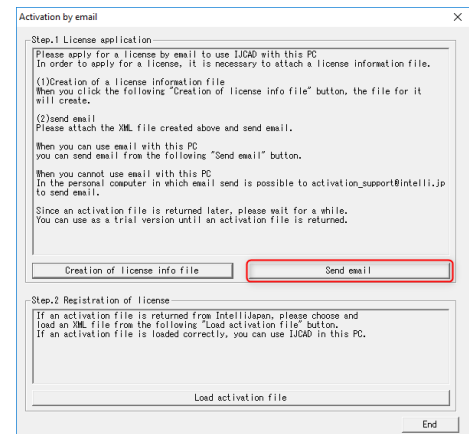 Activation by email
Step.1 License application
Please apply for a license by email to use IJCAD with this PC
In order to apply for a license, it is necessary to attach a license information file.
(1)Creation of a license information file
When you click the following "Creation of license info file" button, the file for it
will create.
(2)send email
Please attach the XML file created above and send email.
When you can use email with this PC
you can send email from the following "Send email" button.
When you cannot use email with this PC
In the personal computer in which email send is possible to activation_support@intelli.jp
to send email.
Since an activation file is returned later, please wait for a while.
You can use as a trial version until an activation file is returned.
Creation of license info file
Send email
Step.2 Registration of license
If an activation file is returned from IntelliJapan, please choose and
load an XML file from the following "Load activation file" button.
If an activation file is loaded correctly, you can use IJCAD in this PC.
Load activation file
End